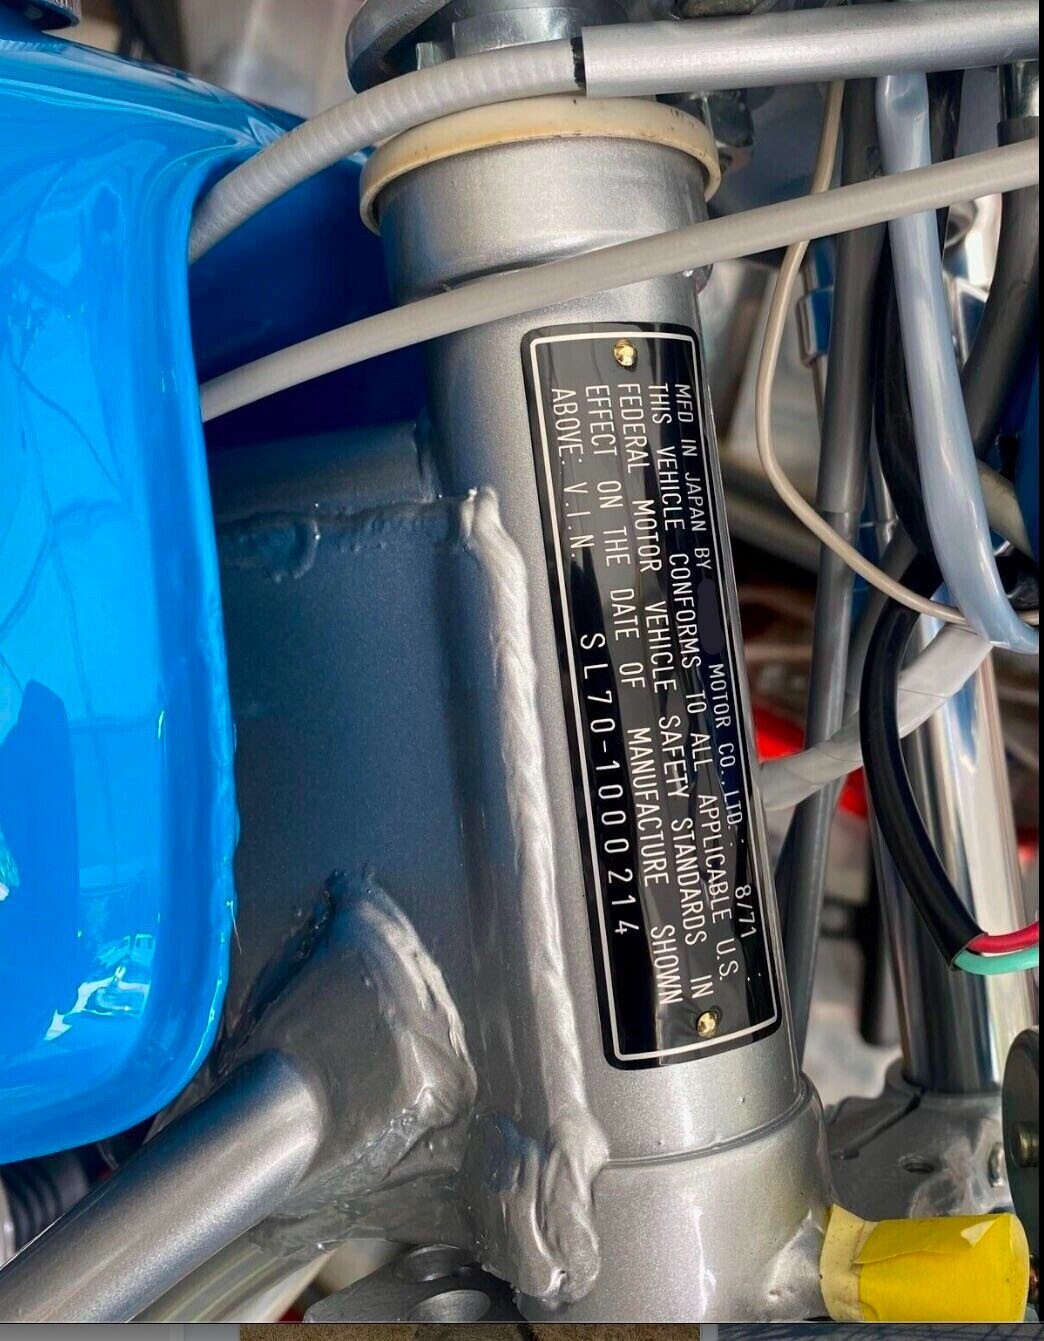 MFD IN JAPAN BY MOTOR CO., LTD. 8/71
THIS VEHICLE CONFORMS TO ALL APPLICABLE U.S.
FEDERAL MOTOR VEHICLE SAFETY STANDARDS IN
EFFECT ON THE DATE OF MANUFACTURE SHOWN
ABOVE: V.I.N. SL70-1000214